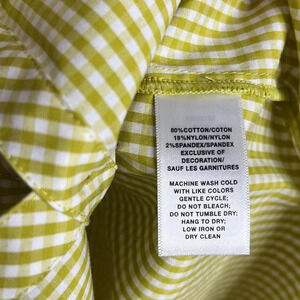 80%COTTON/COTON
18%NYLON/NYLON
2%SPANDEX/SPANDEX
EXCLUSIVE OF
DECORATION/
SAUF LES GARNITURES
MACHINE WASH COLD
WITH LIKE COLORS
GENTLE CYCLE;
DO NOT BLEACH;
DO NOT TUMBLE DRY;
HANG TO DRY;
LOW IRON OR
DRY CLEAN